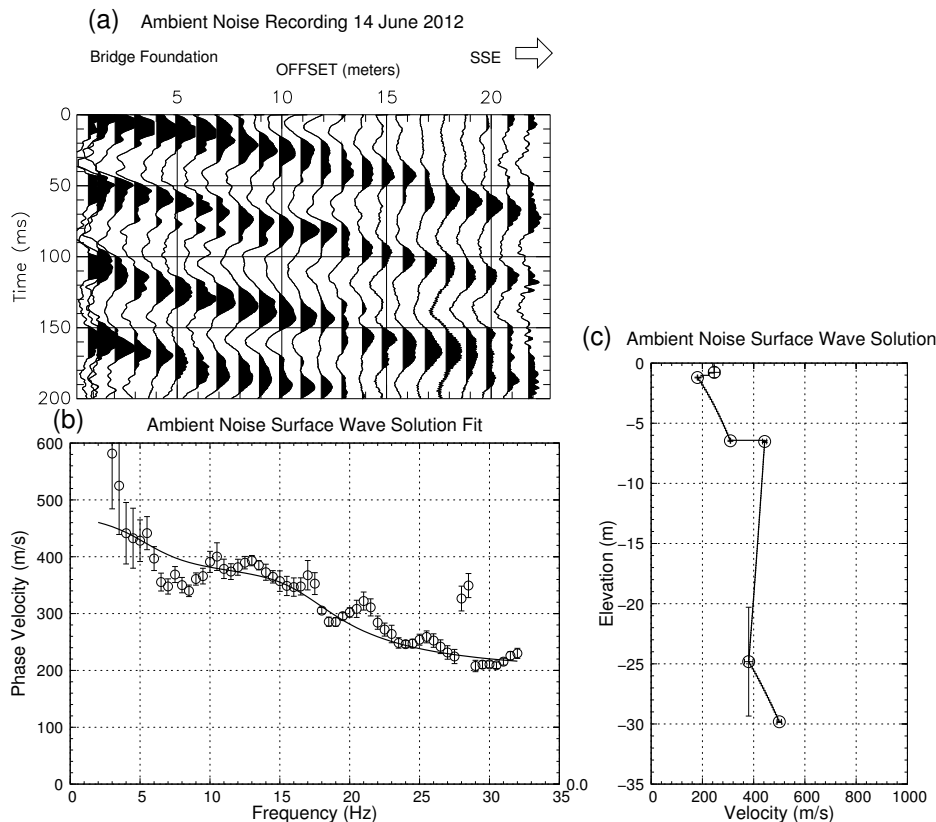 (a) Ambient Noise Recording 14 June 2012
Bridge Foundation
SSE
OFFSET (meters)
5 10 15 20
0
50
100
150
200
Time (ms)
(b)
Ambient Noise Surface Wave Solution Fit
600
500
400
300
200
100
0
Phase Velocity (m/s)
0 5 10 15 20 25 30 35
0.0
Frequency (Hz)
(c) Ambient Noise Surface Wave Solution
0
−5
−10
−15
−20
−25
−30
−35
Elevation (m)
0 200 400 600 800 1000
Velocity (m/s)